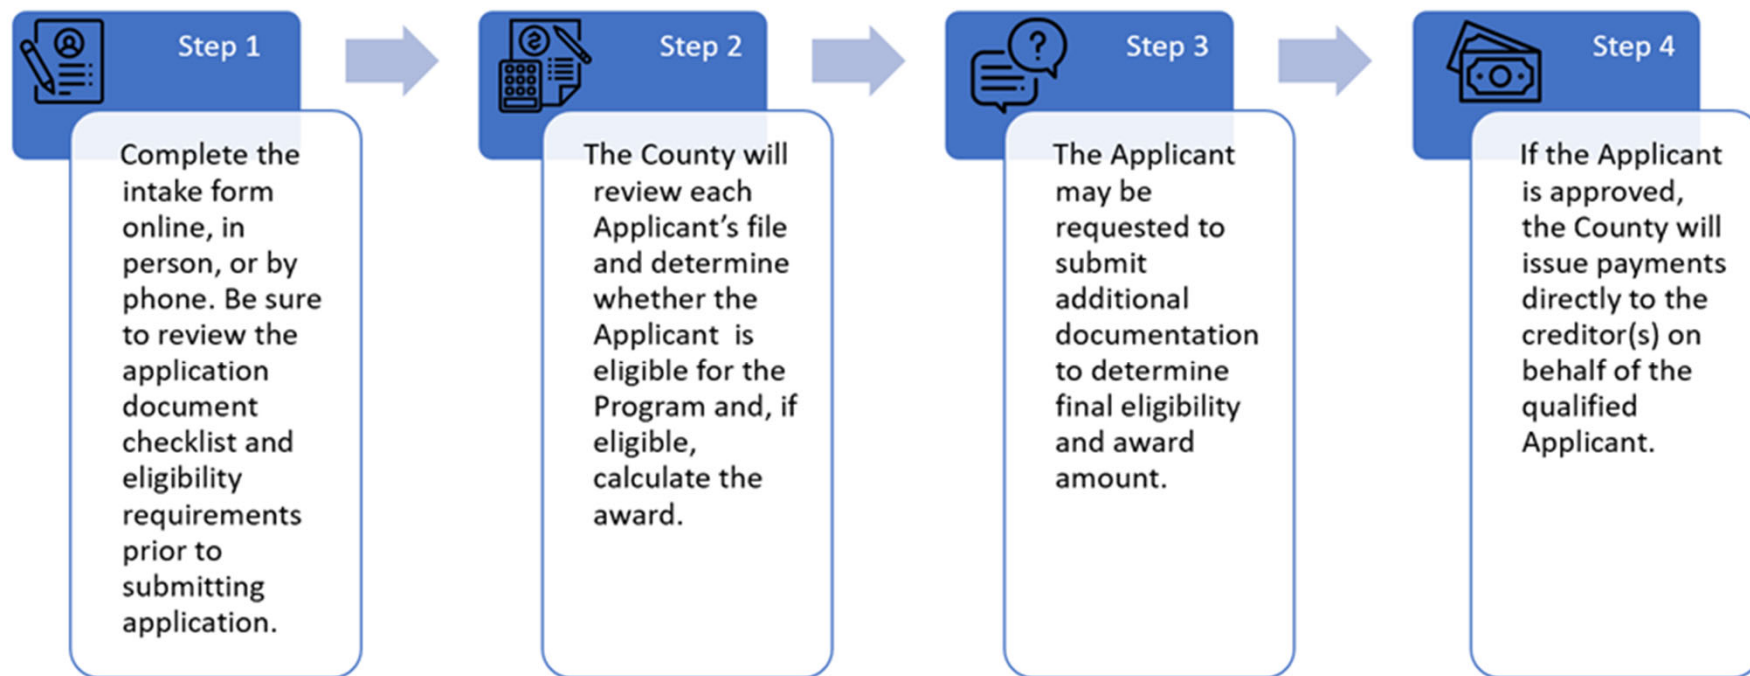 Step 1
Complete the
intake form
online, in
person, or by
phone. Be sure
to review the
application
document
checklist and
eligibility
requirements
prior to
submitting
application.
Step 2
The County will
review each
Applicant’s file
and determine
whether the
Applicant is
eligible for the
Program and, if
eligible,
calculate the
award.
Step 3
The Applicant
may be
requested to
submit
additional
documentation
to determine
final eligibility
and award
amount.
Step 4
If the Applicant
is approved,
the County will
issue payments
directly to the
creditor(s) on
behalf of the
qualified
Applicant.